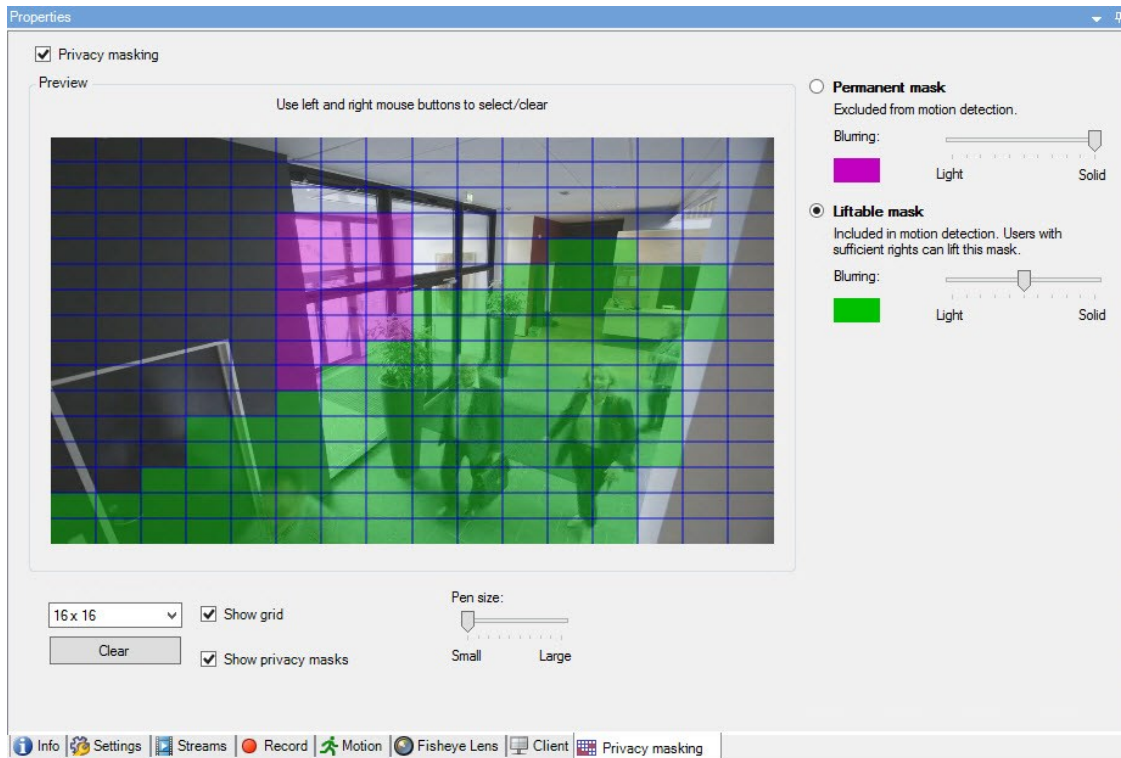 Properties
Privacy masking
Preview
Use left and right mouse buttons to select/clear
Permanent mask
Excluded from motion detection.
Blurring:
Light Solid
Liftable mask
Included in motion detection. Users with
sufficient rights can lift this mask.
Blurring:
Light Solid
16 x 16
Show grid
Pen size:
Clear
Show privacy masks
Small Large
Info Settings Streams Record Motion Fisheye Lens Client Privacy masking